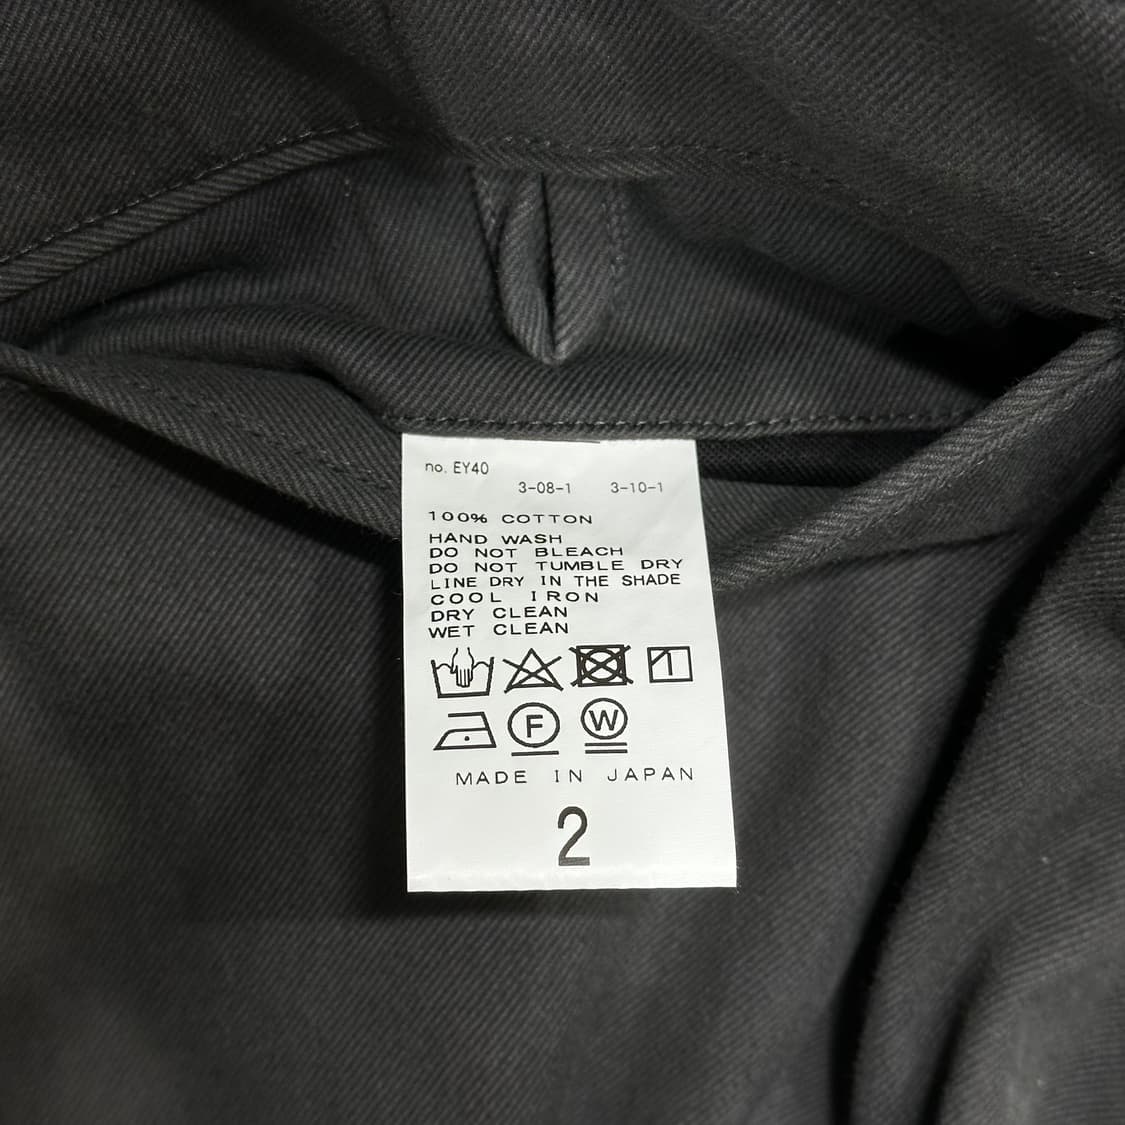 no. EY40
3-08-1 3-10-1
100% COTTON
HAND WASH
DO NOT BLEACH
DO NOT TUMBLE DRY
LINE DRY IN THE SHADE
COOL IRON
DRY CLEAN
WET CLEAN
F W
MADE IN JAPAN
2